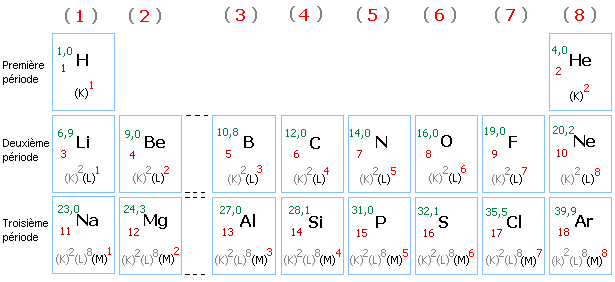 (1) (2) (3) (4) (5) (6) (7) (8)
Première
période
1,0 H
1
(K)1
4,0 He
2
(K)2
Deuxième
période
6,9 Li
3
(K)2(L)1
9,0 Be
4
(K)2(L)2
10,8 B
5
(K)2(L)3
12,0 C
6
(K)2(L)4
14,0 N
7
(K)2(L)5
16,0 O
8
(K)2(L)6
19,0 F
9
(K)2(L)7
20,2 Ne
10
(K)2(L)8
Troisième
période
23,0 Na
11
(K)2(L)8(M)1
24,3 Mg
12
(K)2(L)8(M)2
27,0 Al
13
(K)2(L)8(M)3
28,1 Si
14
(K)2(L)8(M)4
31,0 P
15
(K)2(L)8(M)5
32,1 S
16
(K)2(L)8(M)6
35,5 Cl
17
(K)2(L)8(M)7
39,9 Ar
18
(K)2(L)8(M)8